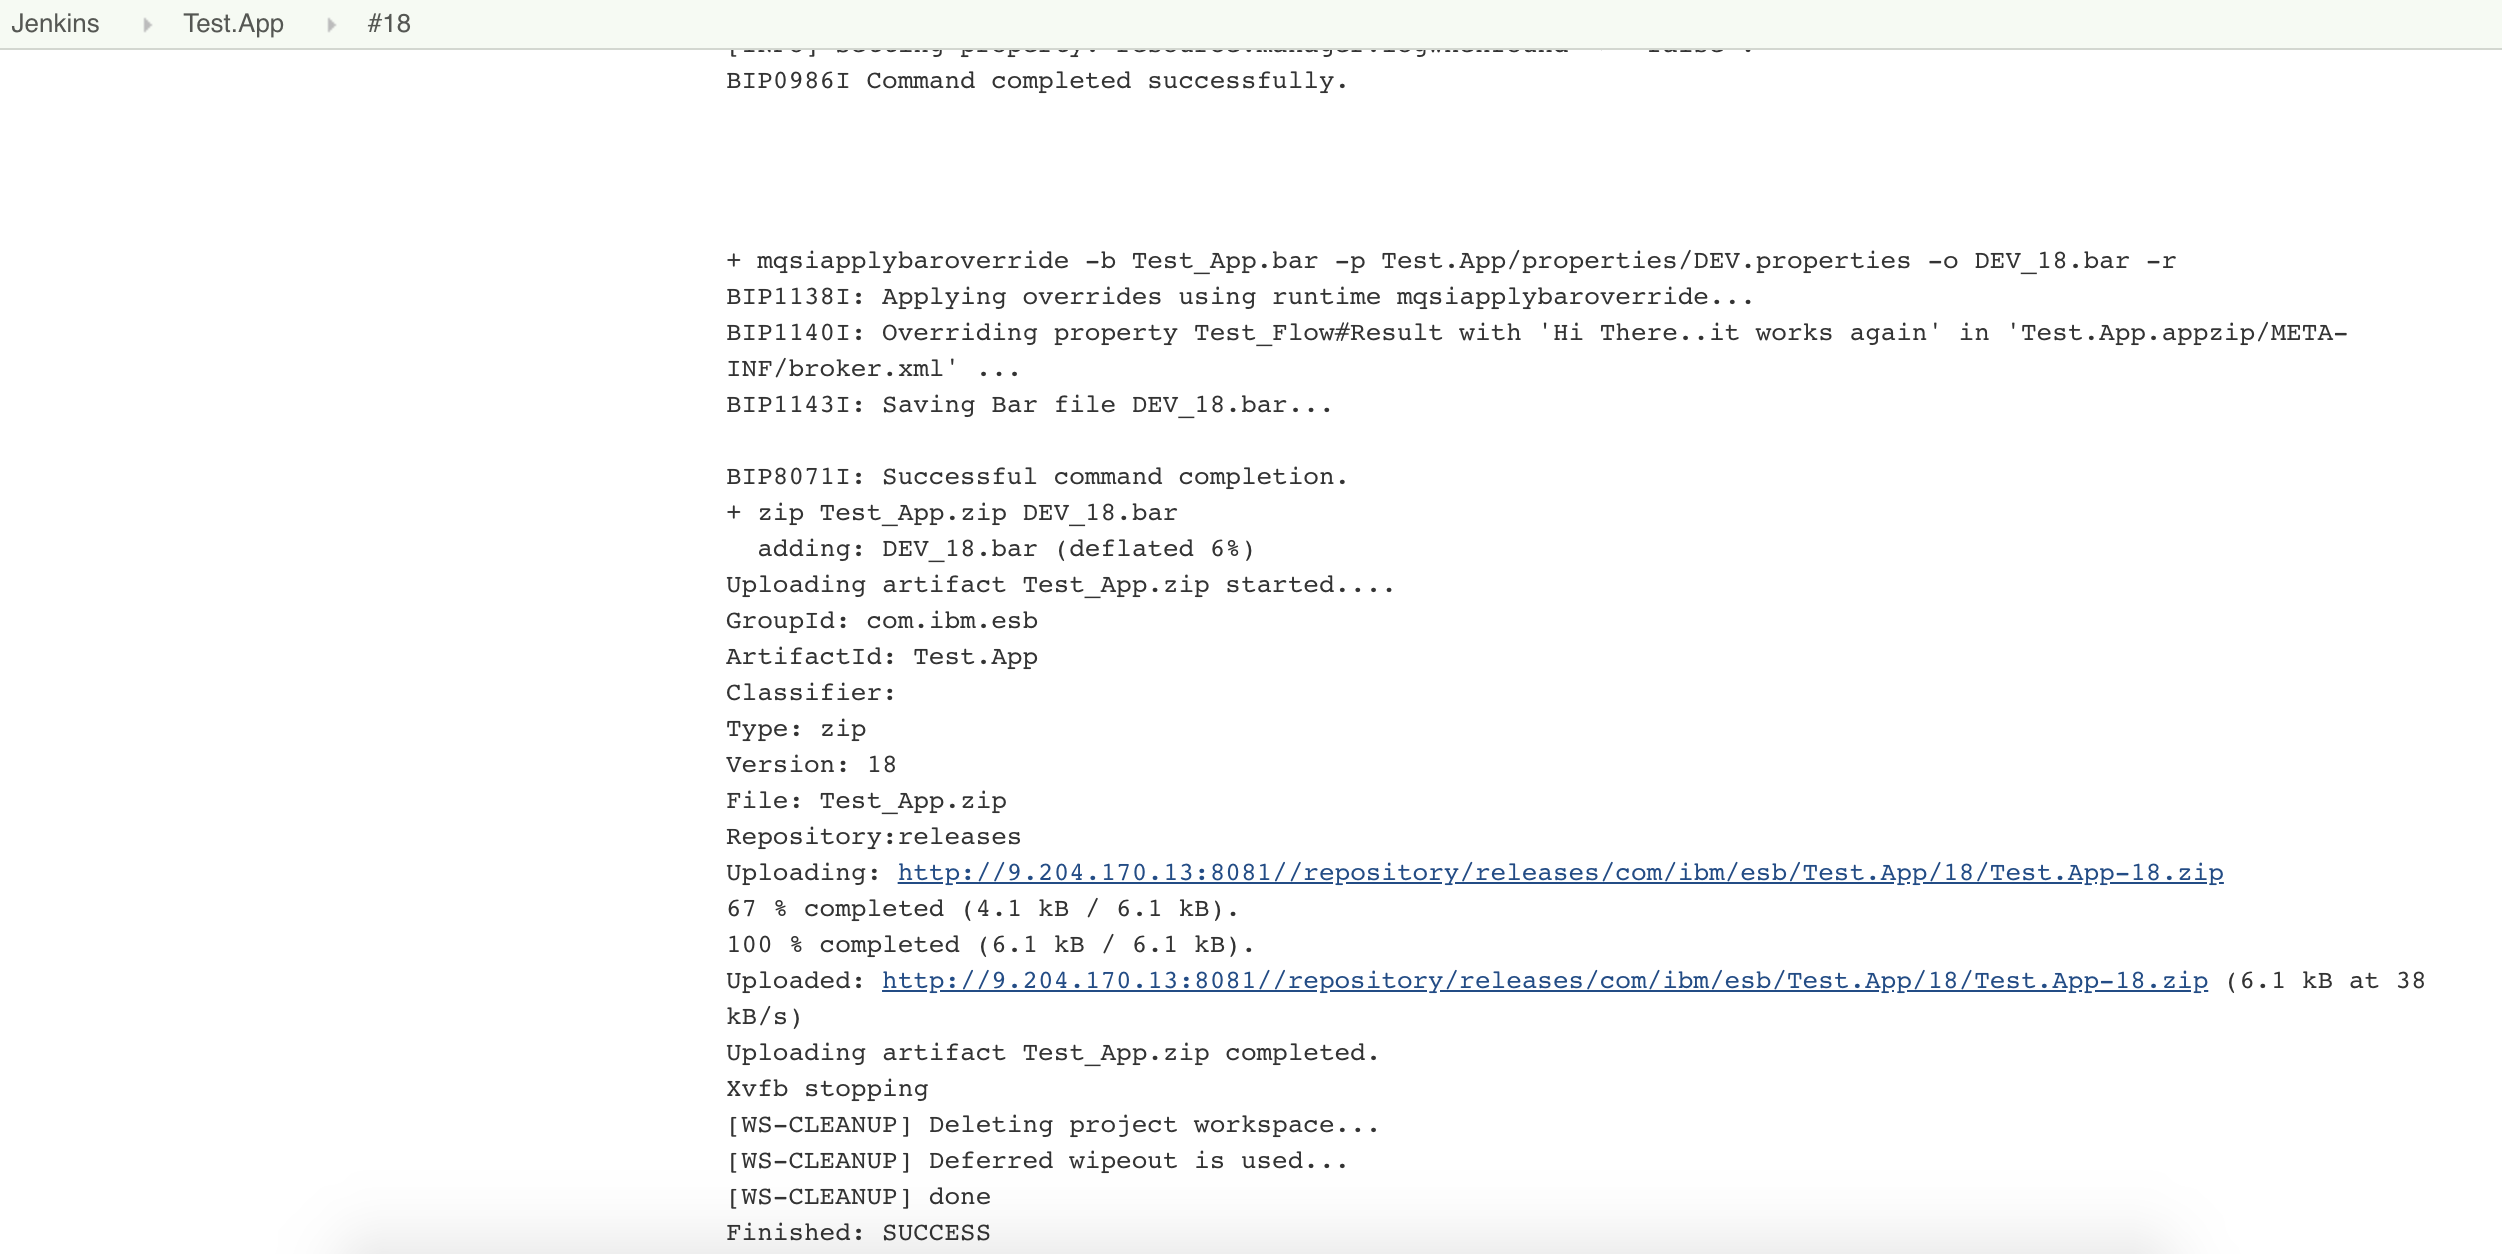 Jenkins Test.App #18
BIP0986I Command completed successfully.
+ mqsiapplybaroverride -b Test_App.bar -p Test.App/properties/DEV.properties -o DEV_18.bar -r
BIP1138I: Applying overrides using runtime mqsiapplybaroverride...
BIP1140I: Overriding property Test_Flow#Result with 'Hi There..it works again' in 'Test.App.appzip/META-
INF/broker.xml' ...
BIP1143I: Saving Bar file DEV_18.bar...
BIP8071I: Successful command completion.
+ zip Test_App.zip DEV_18.bar
adding: DEV_18.bar (deflated 6%)
Uploading artifact Test_App.zip started....
GroupId: com.ibm.esb
ArtifactId: Test.App
Classifier:
Type: zip
Version: 18
File: Test_App.zip
Repository:releases
Uploading: http://9.204.170.13:8081//repository/releases/com/ibm/esb/Test.App/18/Test.App-18.zip
67 % completed (4.1 kB / 6.1 kB).
100 % completed (6.1 kB / 6.1 kB).
Uploaded: http://9.204.170.13:8081//repository/releases/com/ibm/esb/Test.App/18/Test.App-18.zip (6.1 kB at 38
kB/s)
Uploading artifact Test_App.zip completed.
Xvfb stopping
[WS-CLEANUP] Deleting project workspace...
[WS-CLEANUP] Deferred wipeout is used...
[WS-CLEANUP] done
Finished: SUCCESS